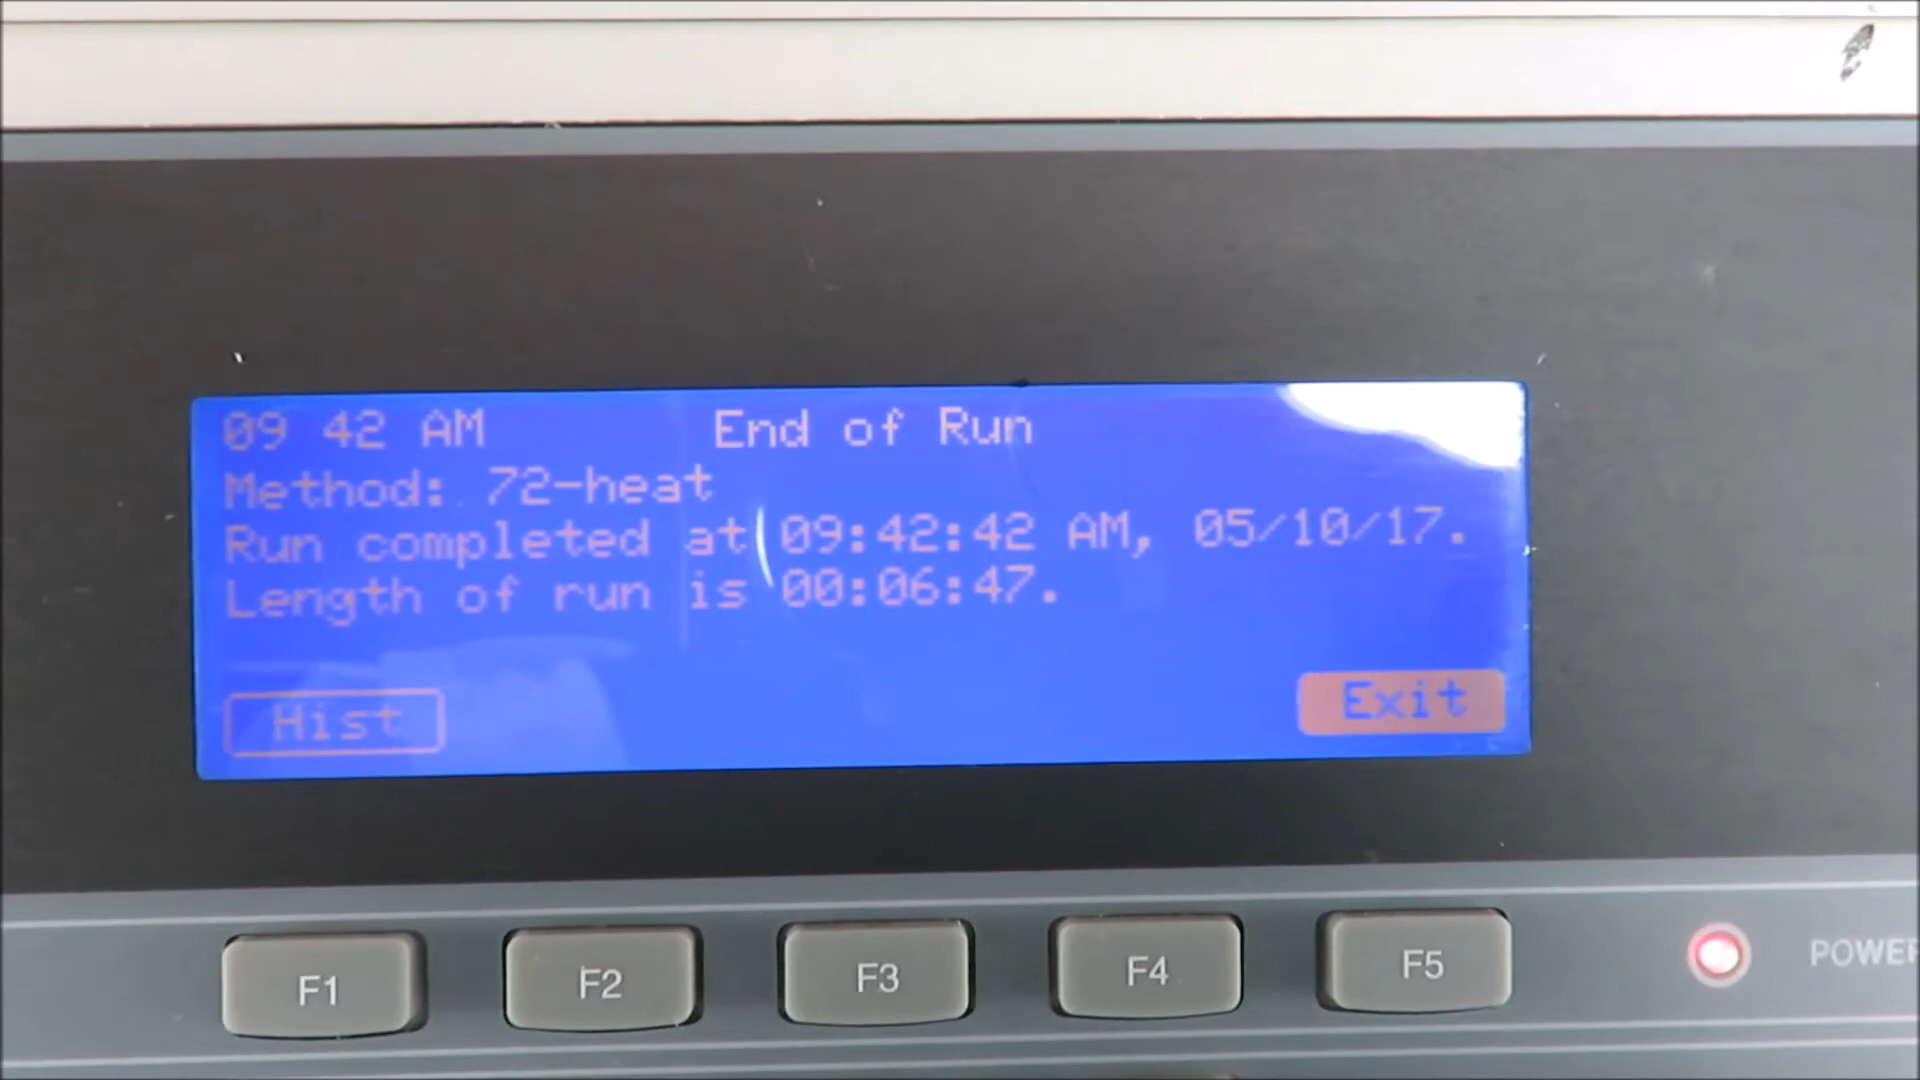 09 42 AM End of Run
Method: 72-heat
Run completed at 09:42:42 AM, 05/10/17.
Length of run is 00:06:47.
Hist Exit
F1 F2 F3 F4 F5 POWER